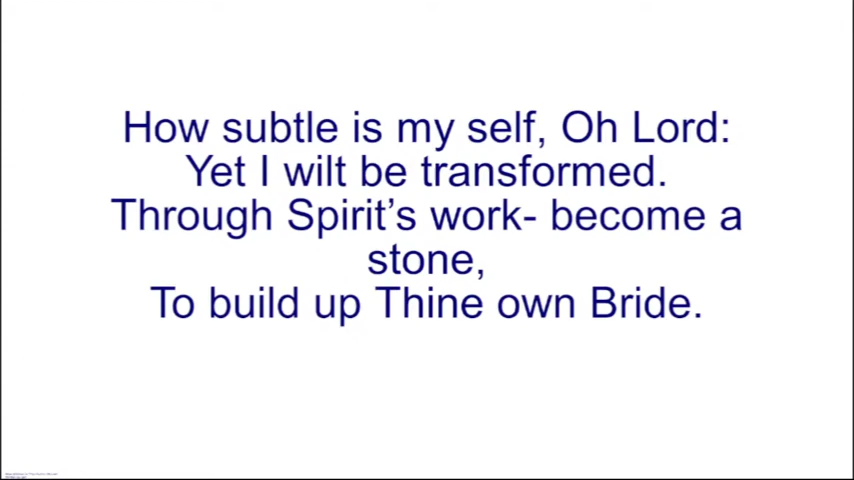 How subtle is my self, Oh Lord:
Yet I wilt be transformed.
Through Spirit’s work- become a
stone,
To build up Thine own Bride.